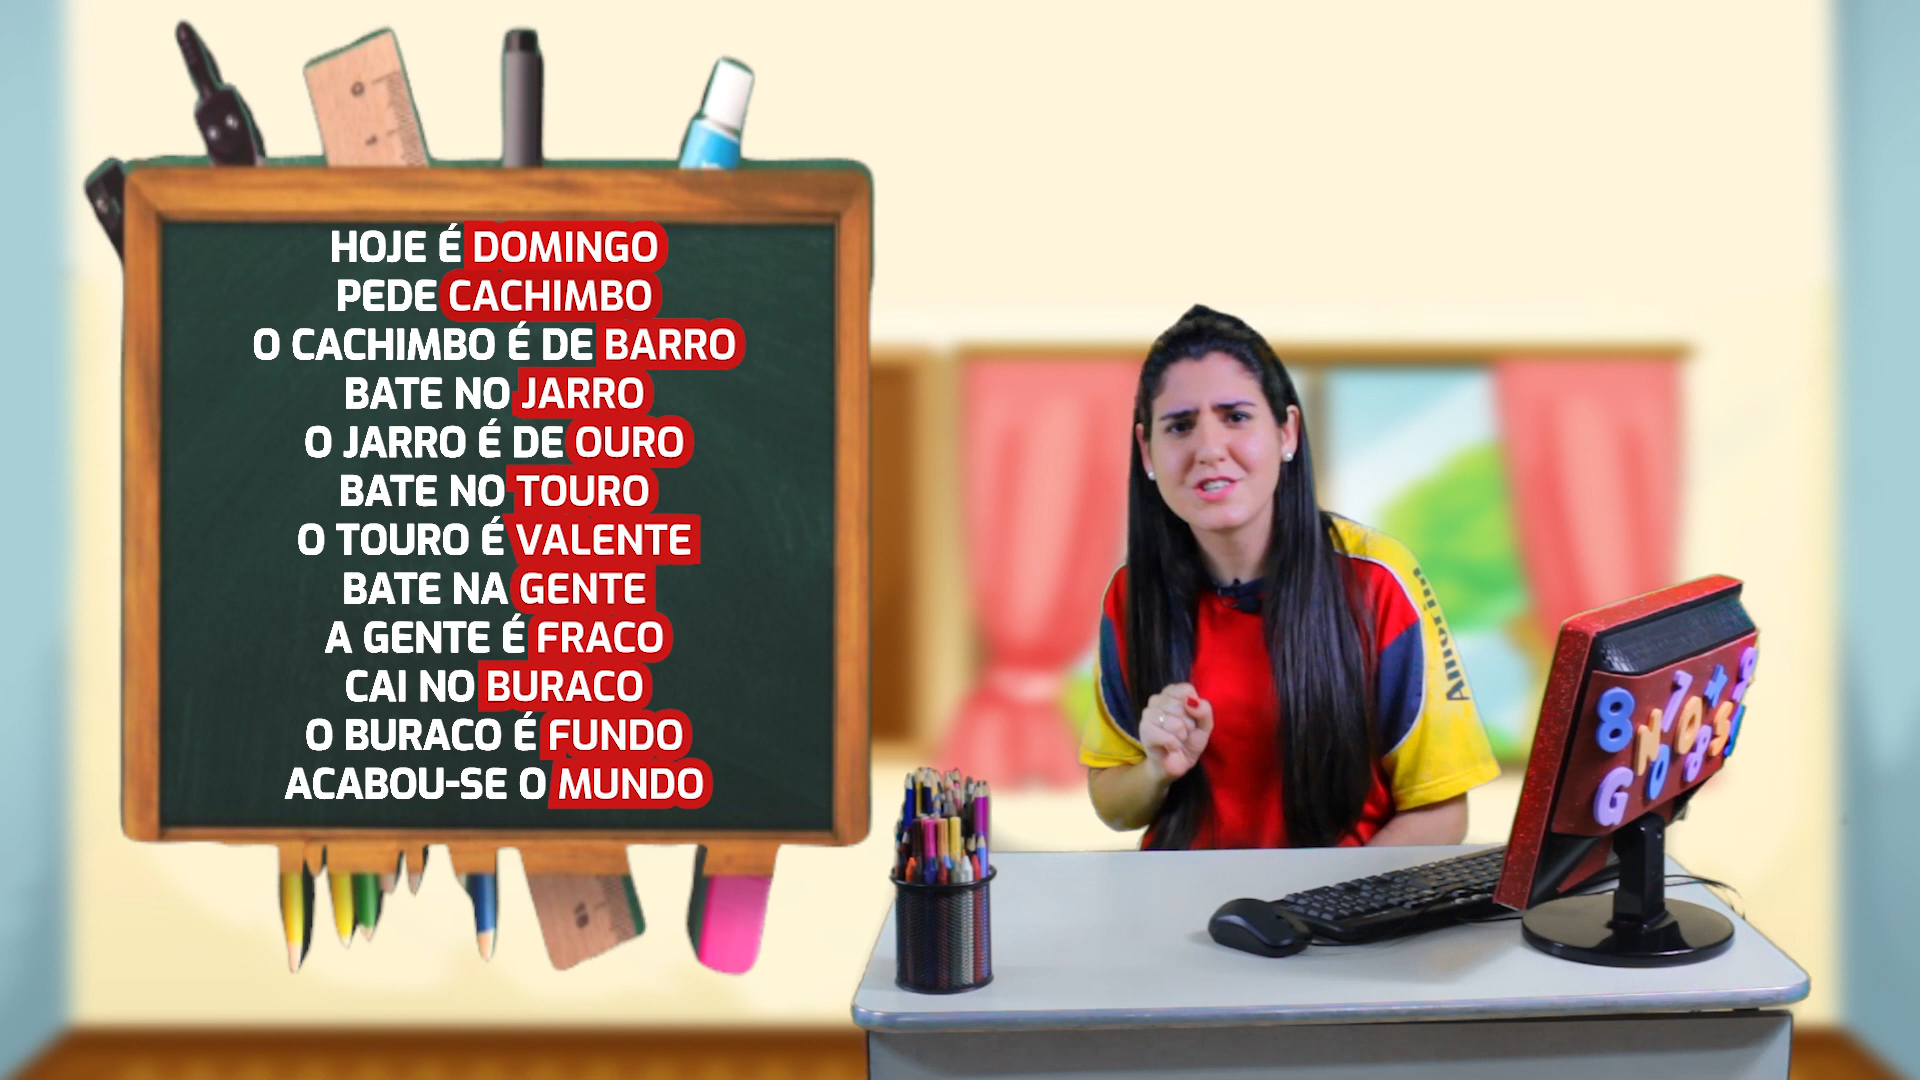 HOJE É DOMINGO
PEDE CACHIMBO
O CACHIMBO É DE BARRO
BATE NO JARRO
O JARRO É DE OURO
BATE NO TOURO
O TOURO É VALENTE
BATE NA GENTE
A GENTE É FRACO
CAI NO BURACO
O BURACO É FUNDO
ACABOU-SE O MUNDO